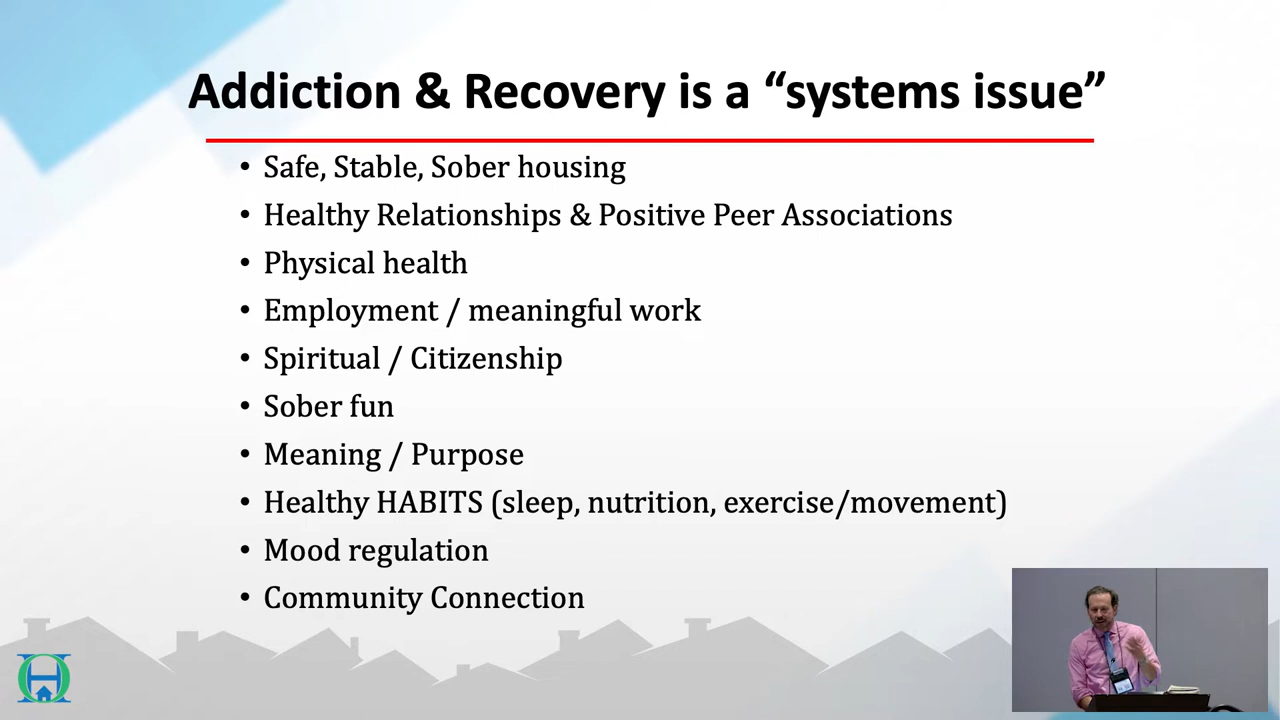 Addiction & Recovery is a “systems issue”
• Safe, Stable, Sober housing
• Healthy Relationships & Positive Peer Associations
• Physical health
• Employment / meaningful work
• Spiritual / Citizenship
• Sober fun
• Meaning / Purpose
• Healthy HABITS (sleep, nutrition, exercise/movement)
• Mood regulation
• Community Connection